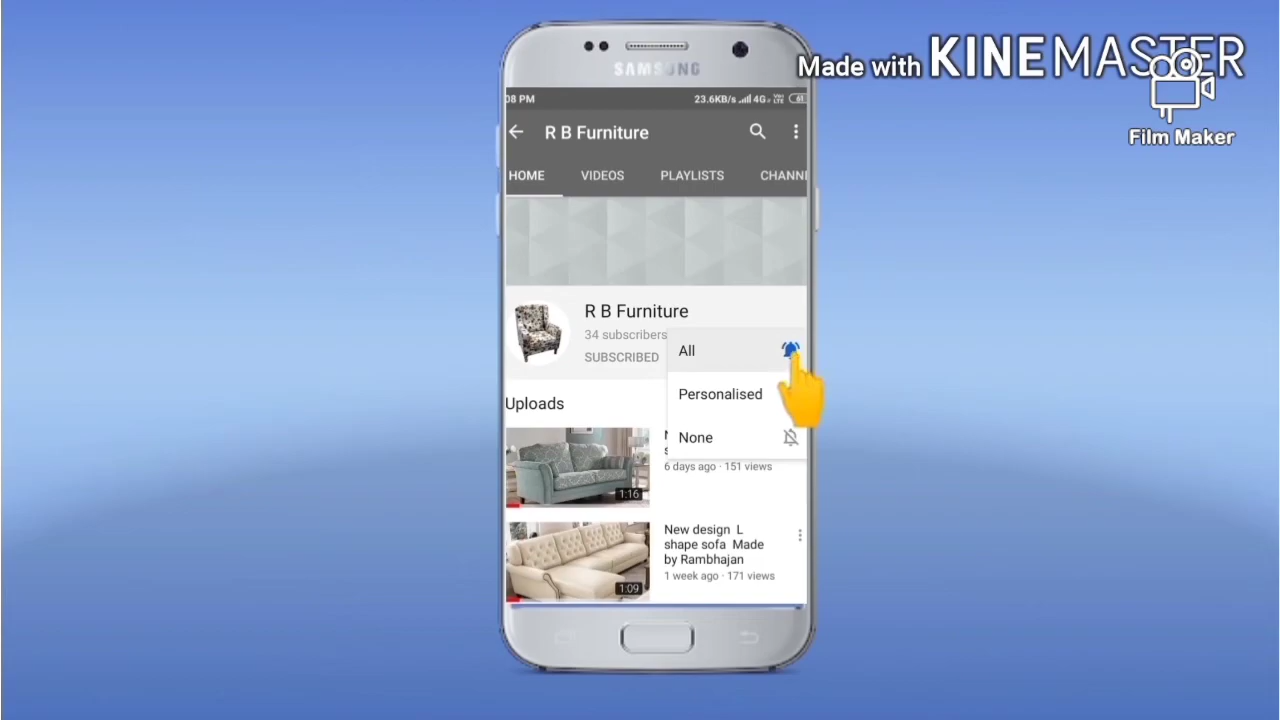 Made with KINEMASTER
Film Maker
SAMSUNG
08 PM 23.6KB/s 4G
R B Furniture
HOME VIDEOS PLAYLISTS CHANN
R B Furniture
34 subscribers
SUBSCRIBED
All
Personalised
None
Uploads
6 days ago · 151 views
1:16
New design L
shape sofa Made
by Rambhajan
1 week ago · 171 views
1:09